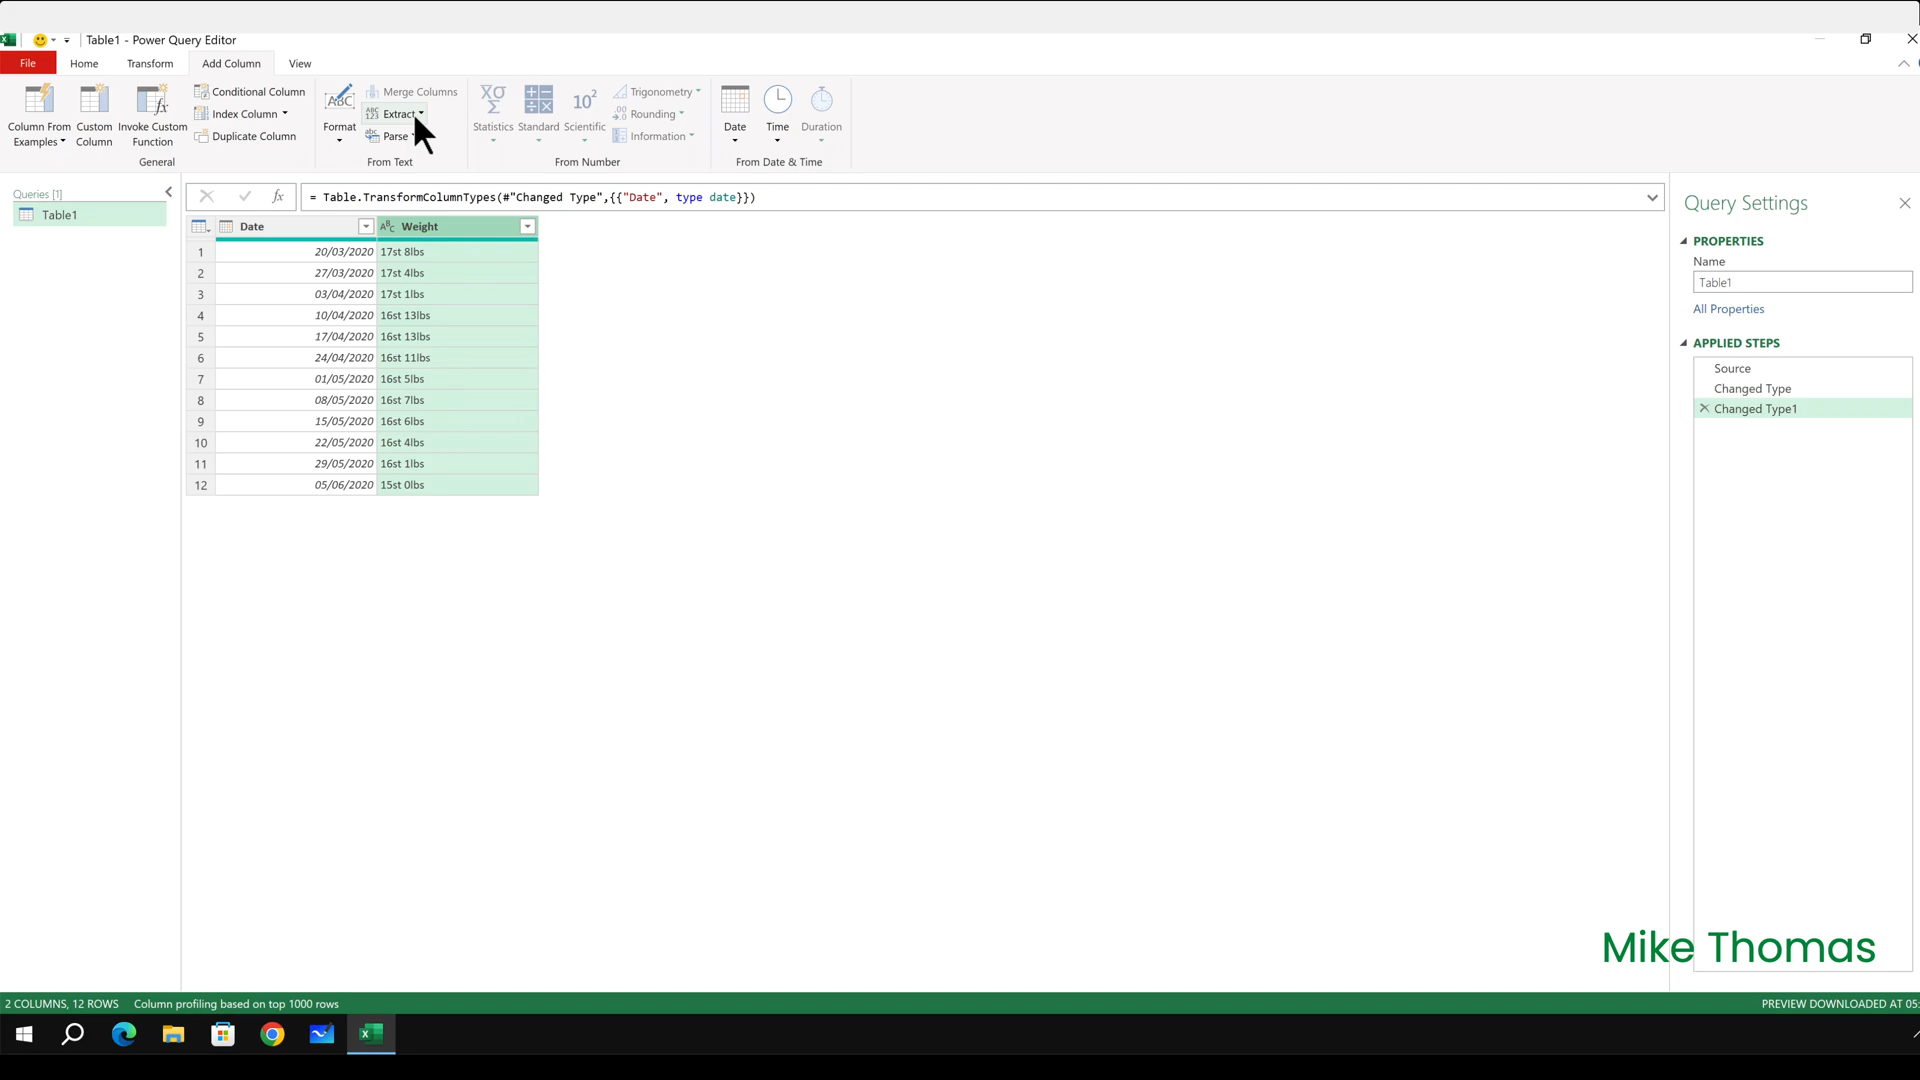 Table1 - Power Query Editor
File Home Transform Add Column View
Column From Examples
Custom Column
Invoke Custom Function
Conditional Column
Index Column
Duplicate Column
General
Format
Merge Columns
ABC 123 Extract
abc Parse
From Text
Statistics
Standard
10² Scientific
Trigonometry
.00 Rounding
Information
From Number
Date
Time
Duration
From Date & Time
Queries [1]
Table1
fx = Table.TransformColumnTypes(#"Changed Type",{{"Date", type date}})
Date ABC Weight
1 20/03/2020 17st 8lbs
2 27/03/2020 17st 4lbs
3 03/04/2020 17st 1lbs
4 10/04/2020 16st 13lbs
5 17/04/2020 16st 13lbs
6 24/04/2020 16st 11lbs
7 01/05/2020 16st 5lbs
8 08/05/2020 16st 7lbs
9 15/05/2020 16st 6lbs
10 22/05/2020 16st 4lbs
11 29/05/2020 16st 1lbs
12 05/06/2020 15st 0lbs
Query Settings
PROPERTIES
Name
Table1
All Properties
APPLIED STEPS
Source
Changed Type
Changed Type1
Mike Thomas
2 COLUMNS, 12 ROWS Column profiling based on top 1000 rows
PREVIEW DOWNLOADED AT 05: